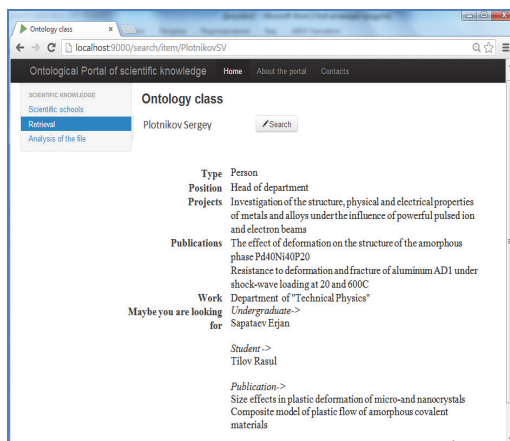 Ontology class
localhost:9000/search/item/PlotnikovSV
Ontological Portal of scientific knowledge Home About the portal Contacts
SCIENTIFIC KNOWLEDGE
Scientific schools
Retrieval
Analysis of the file
Ontology class
Plotnikov Sergey Search
Type Person
Position Head of department
Projects Investigation of the structure, physical and electrical properties
of metals and alloys under the influence of powerful pulsed ion
and electron beams
Publications The effect of deformation on the structure of the amorphous
phase Pd40Ni40P20
Resistance to deformation and fracture of aluminum AD1 under
shock-wave loading at 20 and 600C
Work Department of "Technical Physics"
Maybe you are looking Undergraduate->
for Sapataev Erjan
Student->
Tilov Rasul
Publication->
Size effects in plastic deformation of micro-and nanocrystals
Composite model of plastic flow of amorphous covalent
materials